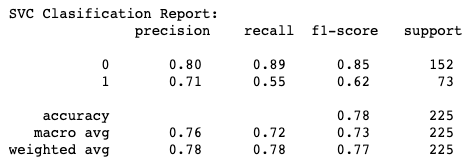 SVC Clasification Report:
precision recall f1-score support
0 0.80 0.89 0.85 152
1 0.71 0.55 0.62 73
accuracy 0.78 225
macro avg 0.76 0.72 0.73 225
weighted avg 0.78 0.78 0.77 225